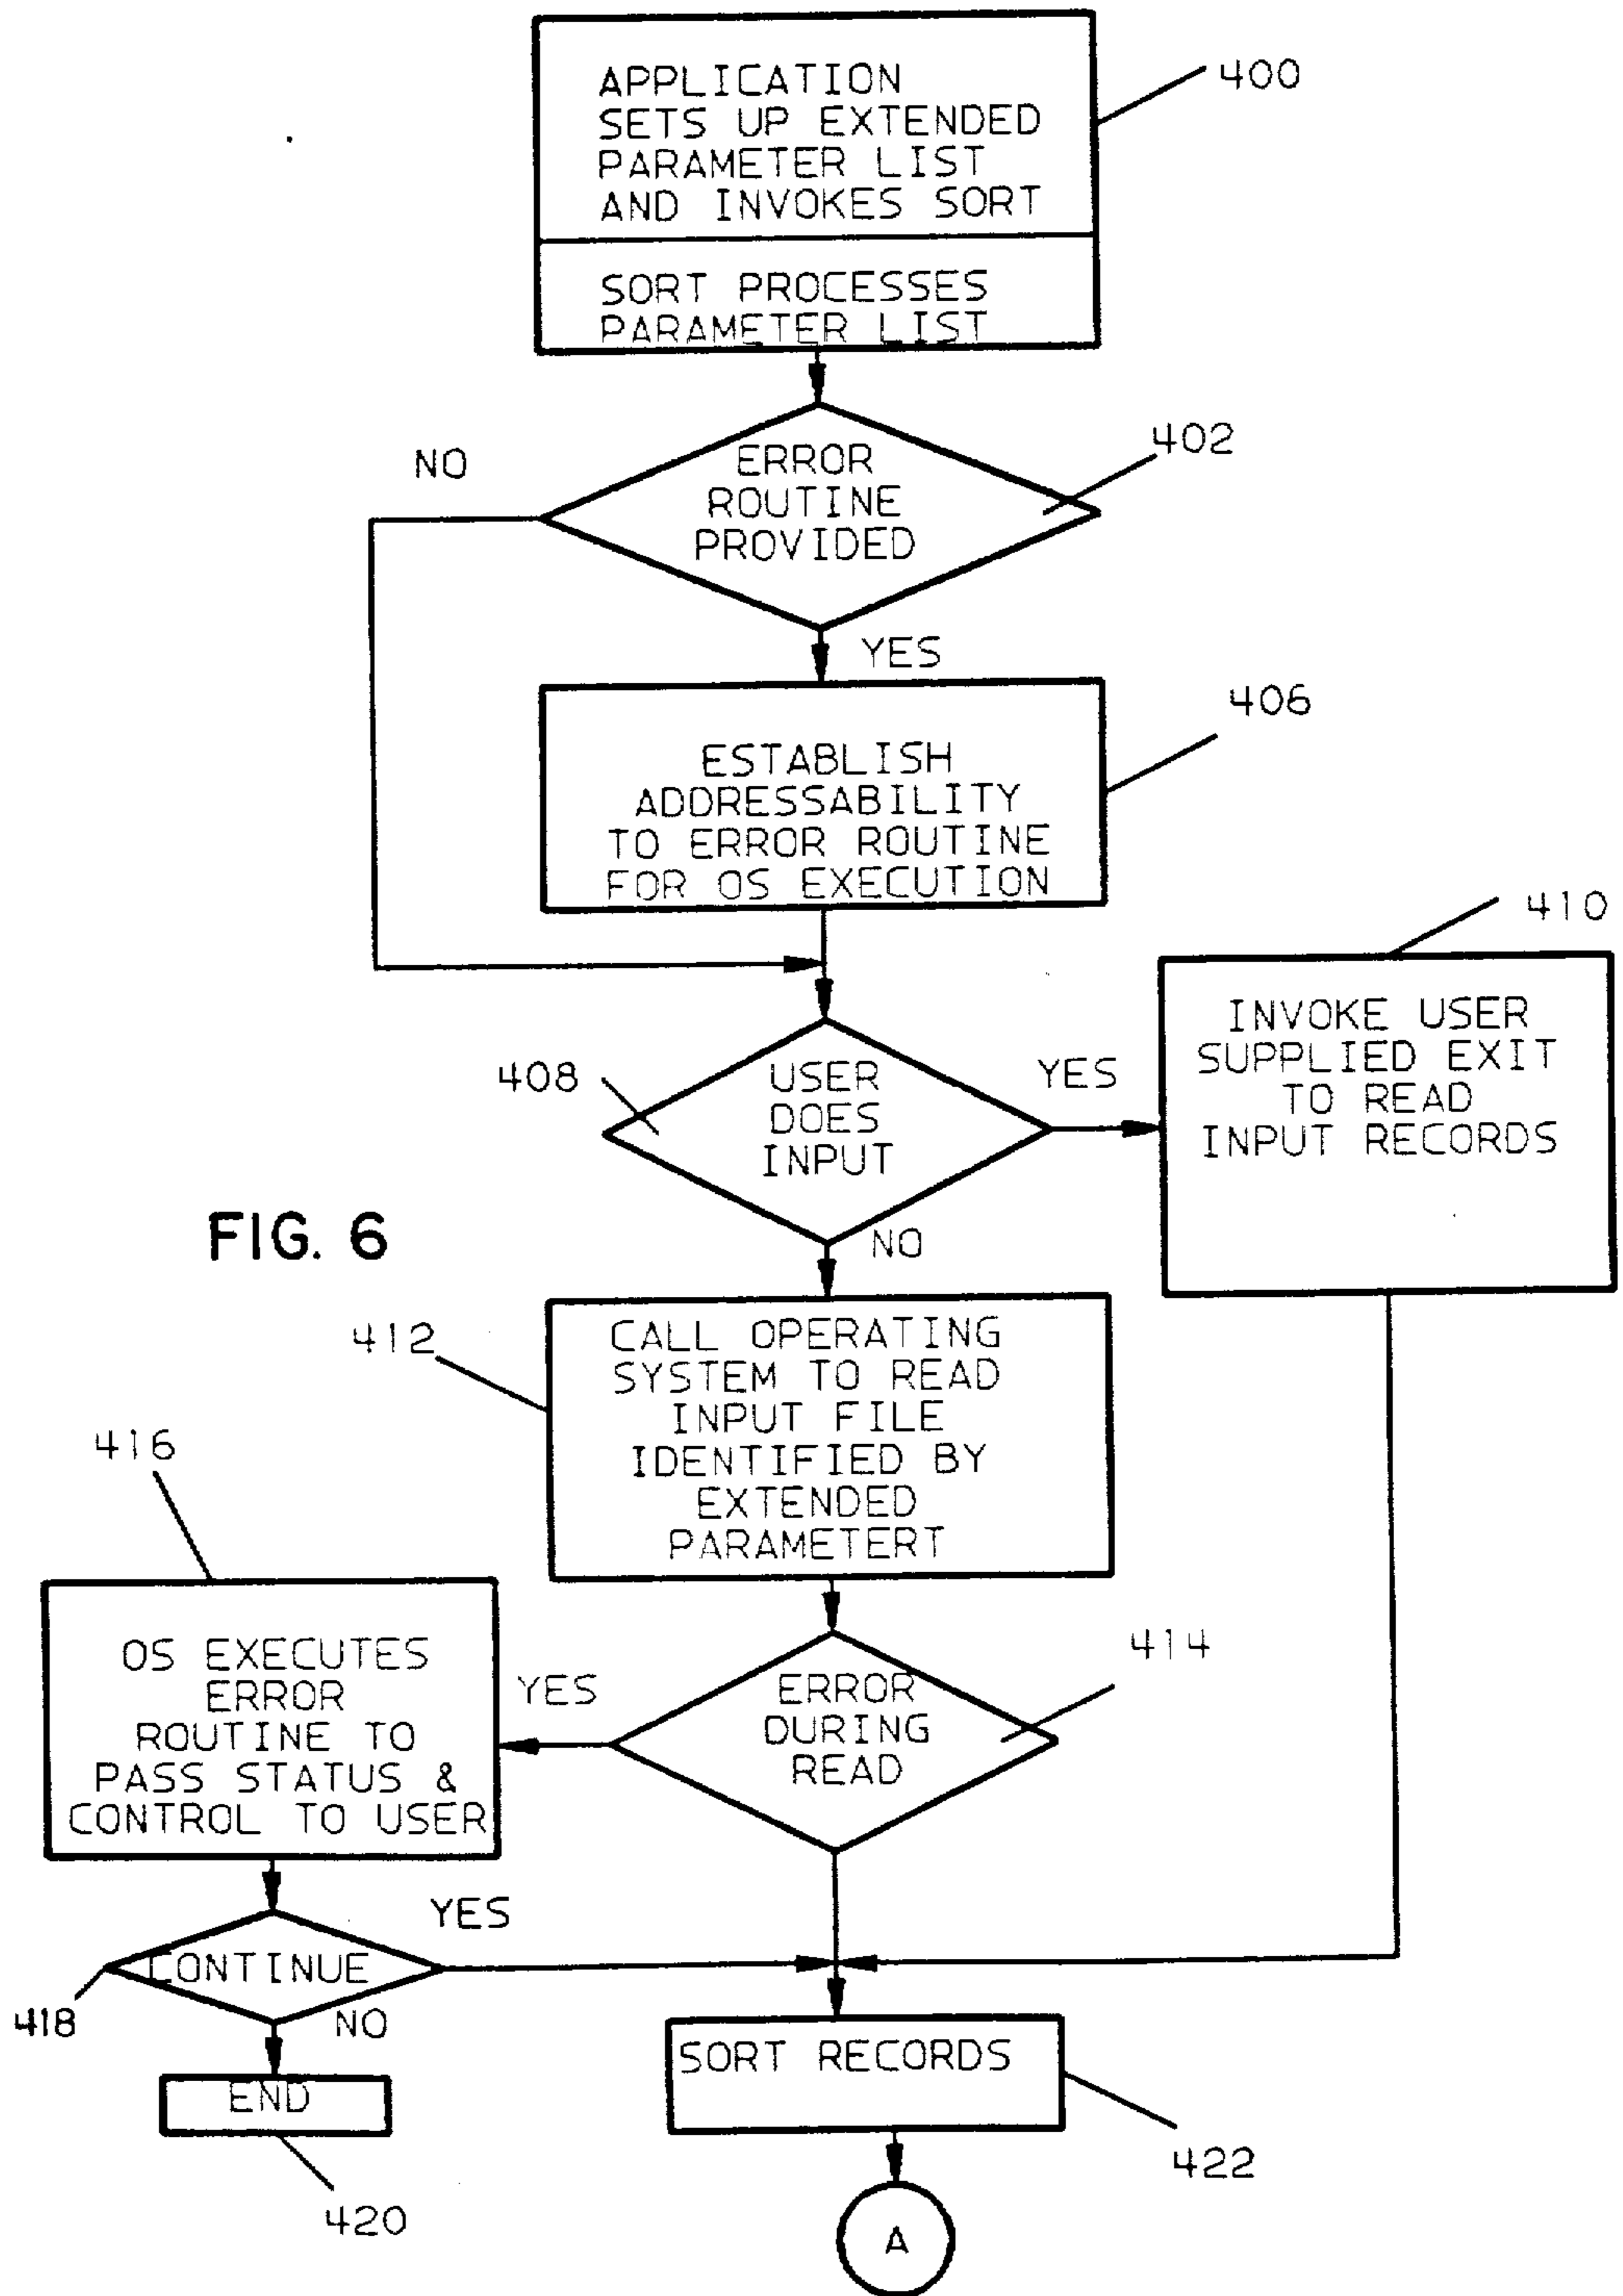 APPLICATION
SETS UP EXTENDED
PARAMETER LIST
AND INVOKES SORT
400
SORT PROCESSES
PARAMETER LIST
NO
ERROR
ROUTINE
PROVIDED
402
YES
ESTABLISH
ADDRESSABILITY
TO ERROR ROUTINE
FOR OS EXECUTION
406
410
INVOKE USER
SUPPLIED EXIT
TO READ
INPUT RECORDS
408
USER
DOES
INPUT
YES
NO
FIG. 6
412
CALL OPERATING
SYSTEM TO READ
INPUT FILE
IDENTIFIED BY
EXTENDED
PARAMETERT
416
OS EXECUTES
ERROR
ROUTINE TO
PASS STATUS &
CONTROL TO USER
YES
ERROR
DURING
READ
414
CONTINUE
YES
418
NO
END
420
SORT RECORDS
422
A